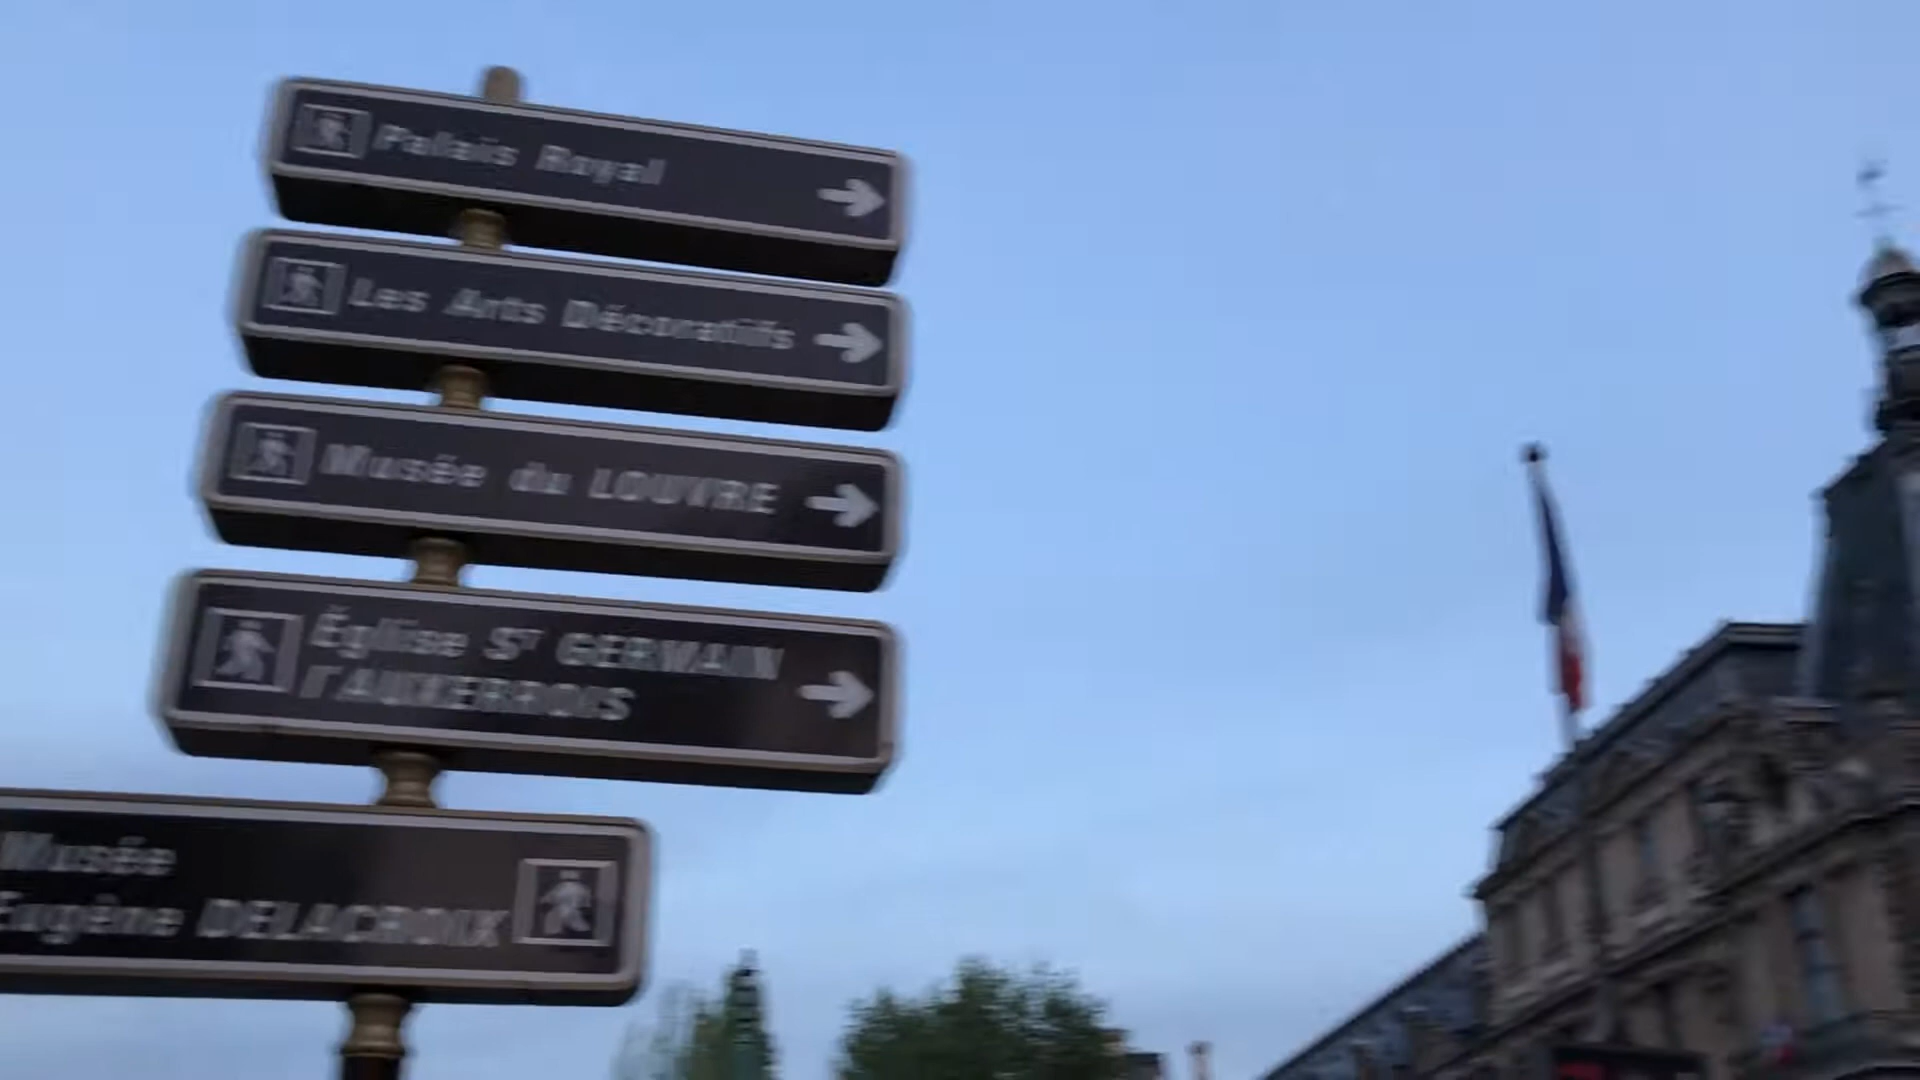 Palais Royal
Les Arts Décoratifs
Musée du LOUVRE
Église Sᵀ GERMAIN
l'AUXERROIS
Musée
Eugène DELACROIX